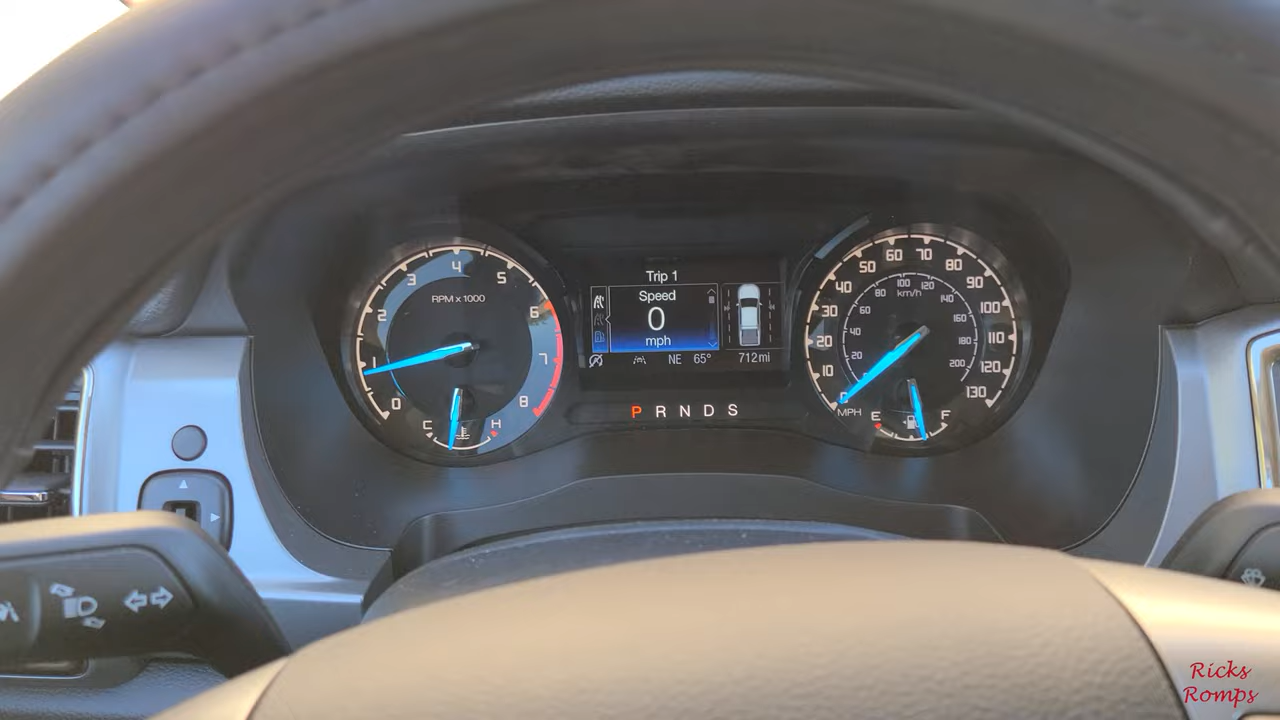 Trip 1
Speed
0
mph
NE 65° 712mi
RPM x 1000
0
1
2
3
4
5
6
7
8
C H
P R N D S
10
20
30
40
50
60
70
80
90
100
110
120
130
MPH
km/h
20
40
60
80
100
120
140
160
180
200
E F
Ricks
Romps